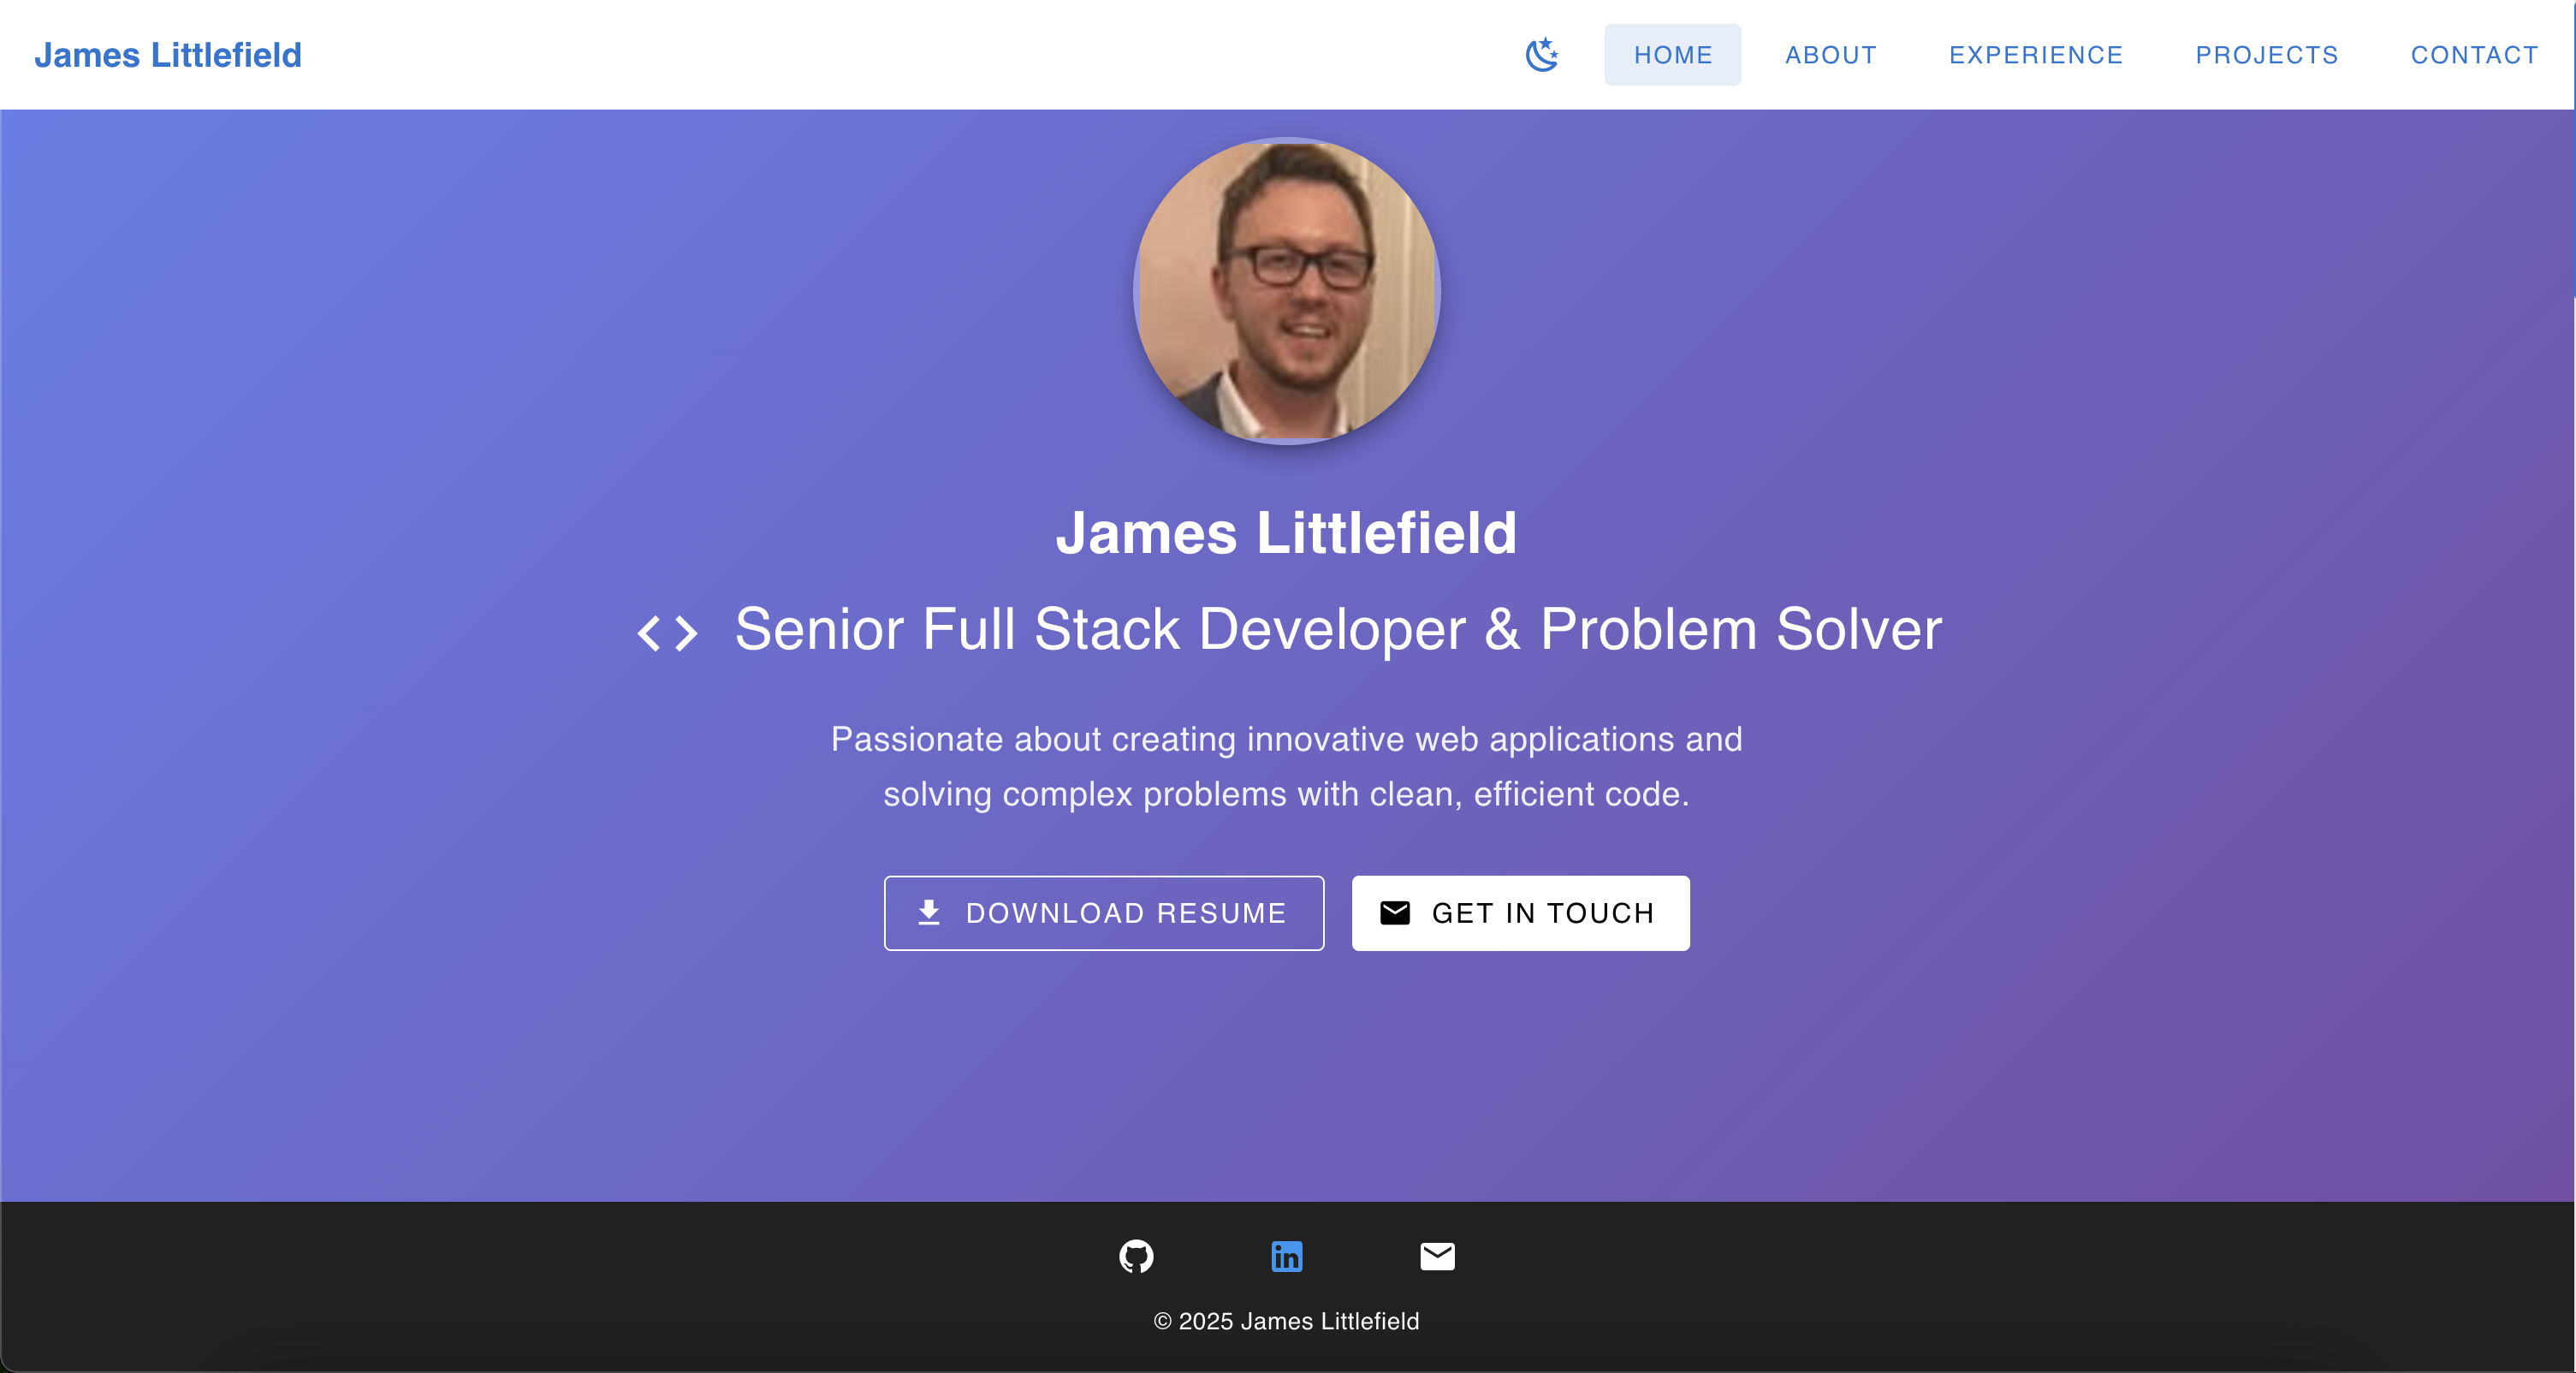 James Littlefield
HOME
ABOUT
EXPERIENCE
PROJECTS
CONTACT
James Littlefield
Senior Full Stack Developer & Problem Solver
Passionate about creating innovative web applications and
solving complex problems with clean, efficient code.
DOWNLOAD RESUME
GET IN TOUCH
in
© 2025 James Littlefield